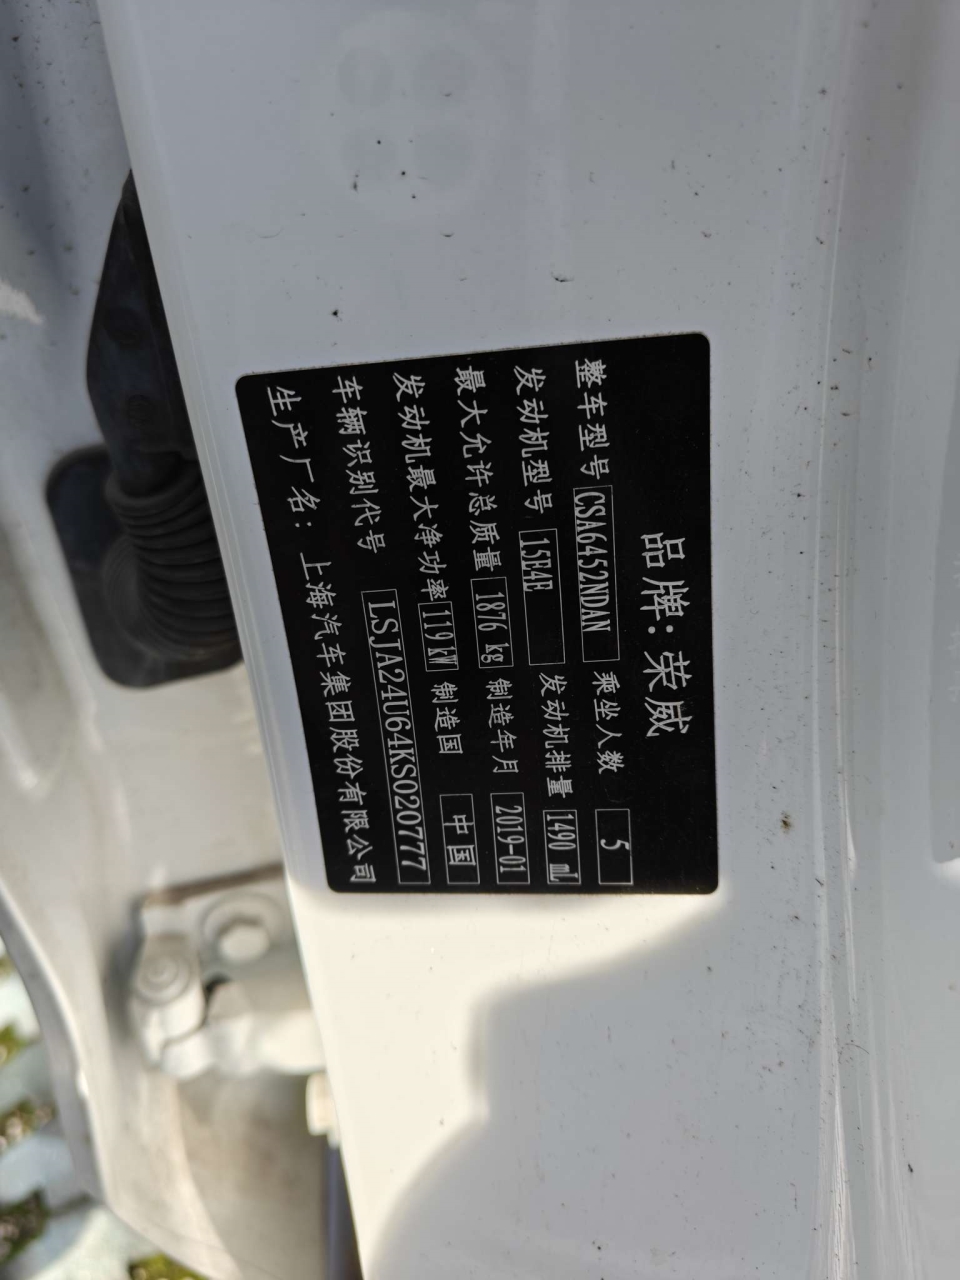 品牌: 荣威
整车型号 CSA6452NDAN 乘坐人数 5
发动机型号 15E4E 发动机排量 1490 mL
最大允许总质量 1876 kg 制造年月 2019-01
发动机最大净功率 119 kW 制造国 中国
车辆识别代号 LSJA24U64KS0207777
生产厂名: 上海汽车集团股份有限公司